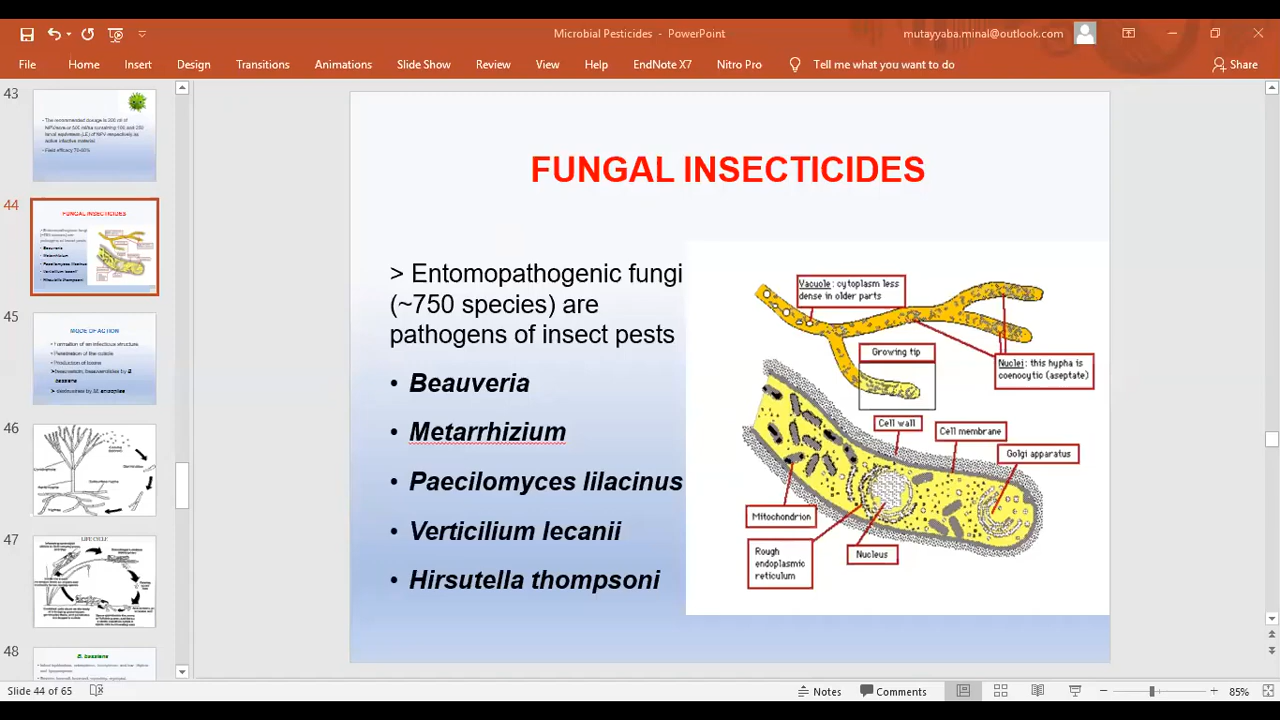 Microbial Pesticides - PowerPoint
mutayyaba.minal@outlook.com
File Home Insert Design Transitions Animations Slide Show Review View Help EndNote X7 Nitro Pro Tell me what you want to do Share
43
44
FUNGAL INSECTICIDES
45
MODE OF ACTION
46
47
LIFE CYCLE
48
FUNGAL INSECTICIDES
> Entomopathogenic fungi
(~750 species) are
pathogens of insect pests
• Beauveria
• Metarrhizium
• Paecilomyces lilacinus
• Verticilium lecanii
• Hirsutella thompsoni
Vacuole : cytoplasm less
dense in older parts
Growing tip
Nuclei : this hypha is
coenocytic (aseptate)
Cell wall
Cell membrane
Golgi apparatus
Mitochondrion
Rough
endoplasmic
reticulum
Nucleus
Slide 44 of 65
Notes
Comments
85%